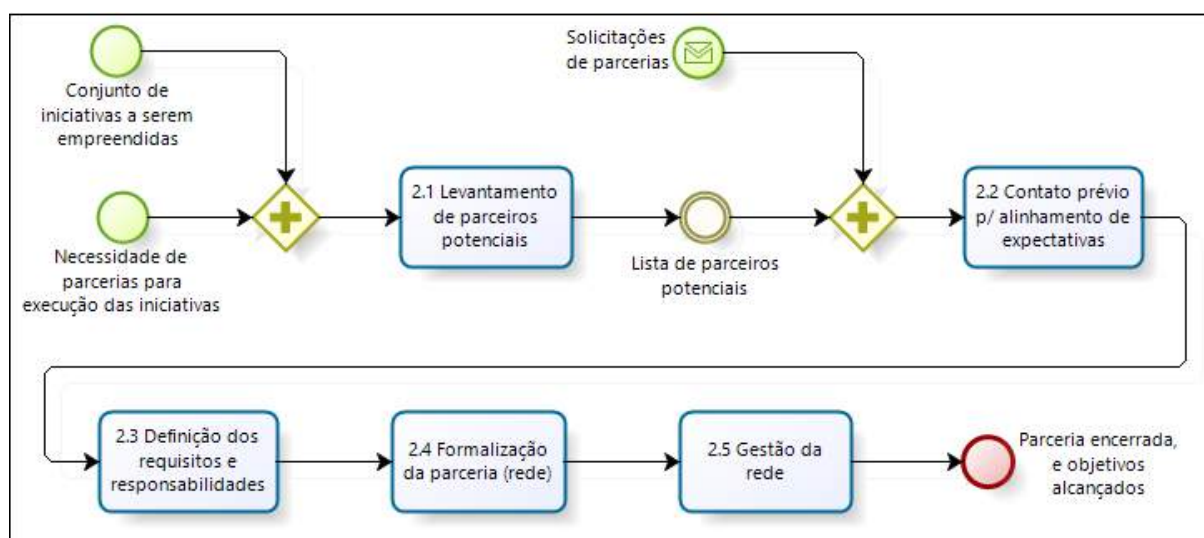 Conjunto de
iniciativas a serem
empreendidas
Solicitações
de parcerias
Necessidade de
parcerias para
execução das iniciativas
2.1 Levantamento
de parceiros
potenciais
Lista de parceiros
potenciais
2.2 Contato prévio
p/ alinhamento de
expectativas
2.3 Definição dos
requisitos e
responsabilidades
2.4 Formalização
da parceria (rede)
2.5 Gestão da
rede
Parceria encerrada,
e objetivos
alcançados